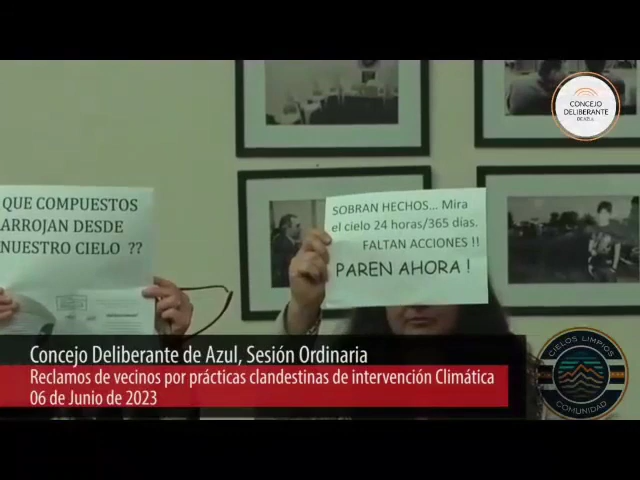 CONCEJO
DELIBERANTE
DE AZUL
QUE COMPUESTOS
ARROJAN DESDE
NUESTRO CIELO ??
SOBRAN HECHOS... Mira
el cielo 24 horas/365 días.
FALTAN ACCIONES !!
PAREN AHORA !
Concejo Deliberante de Azul, Sesión Ordinaria
Reclamos de vecinos por prácticas clandestinas de intervención Climática
06 de Junio de 2023
CIELOS LIMPIOS
COMUNIDAD